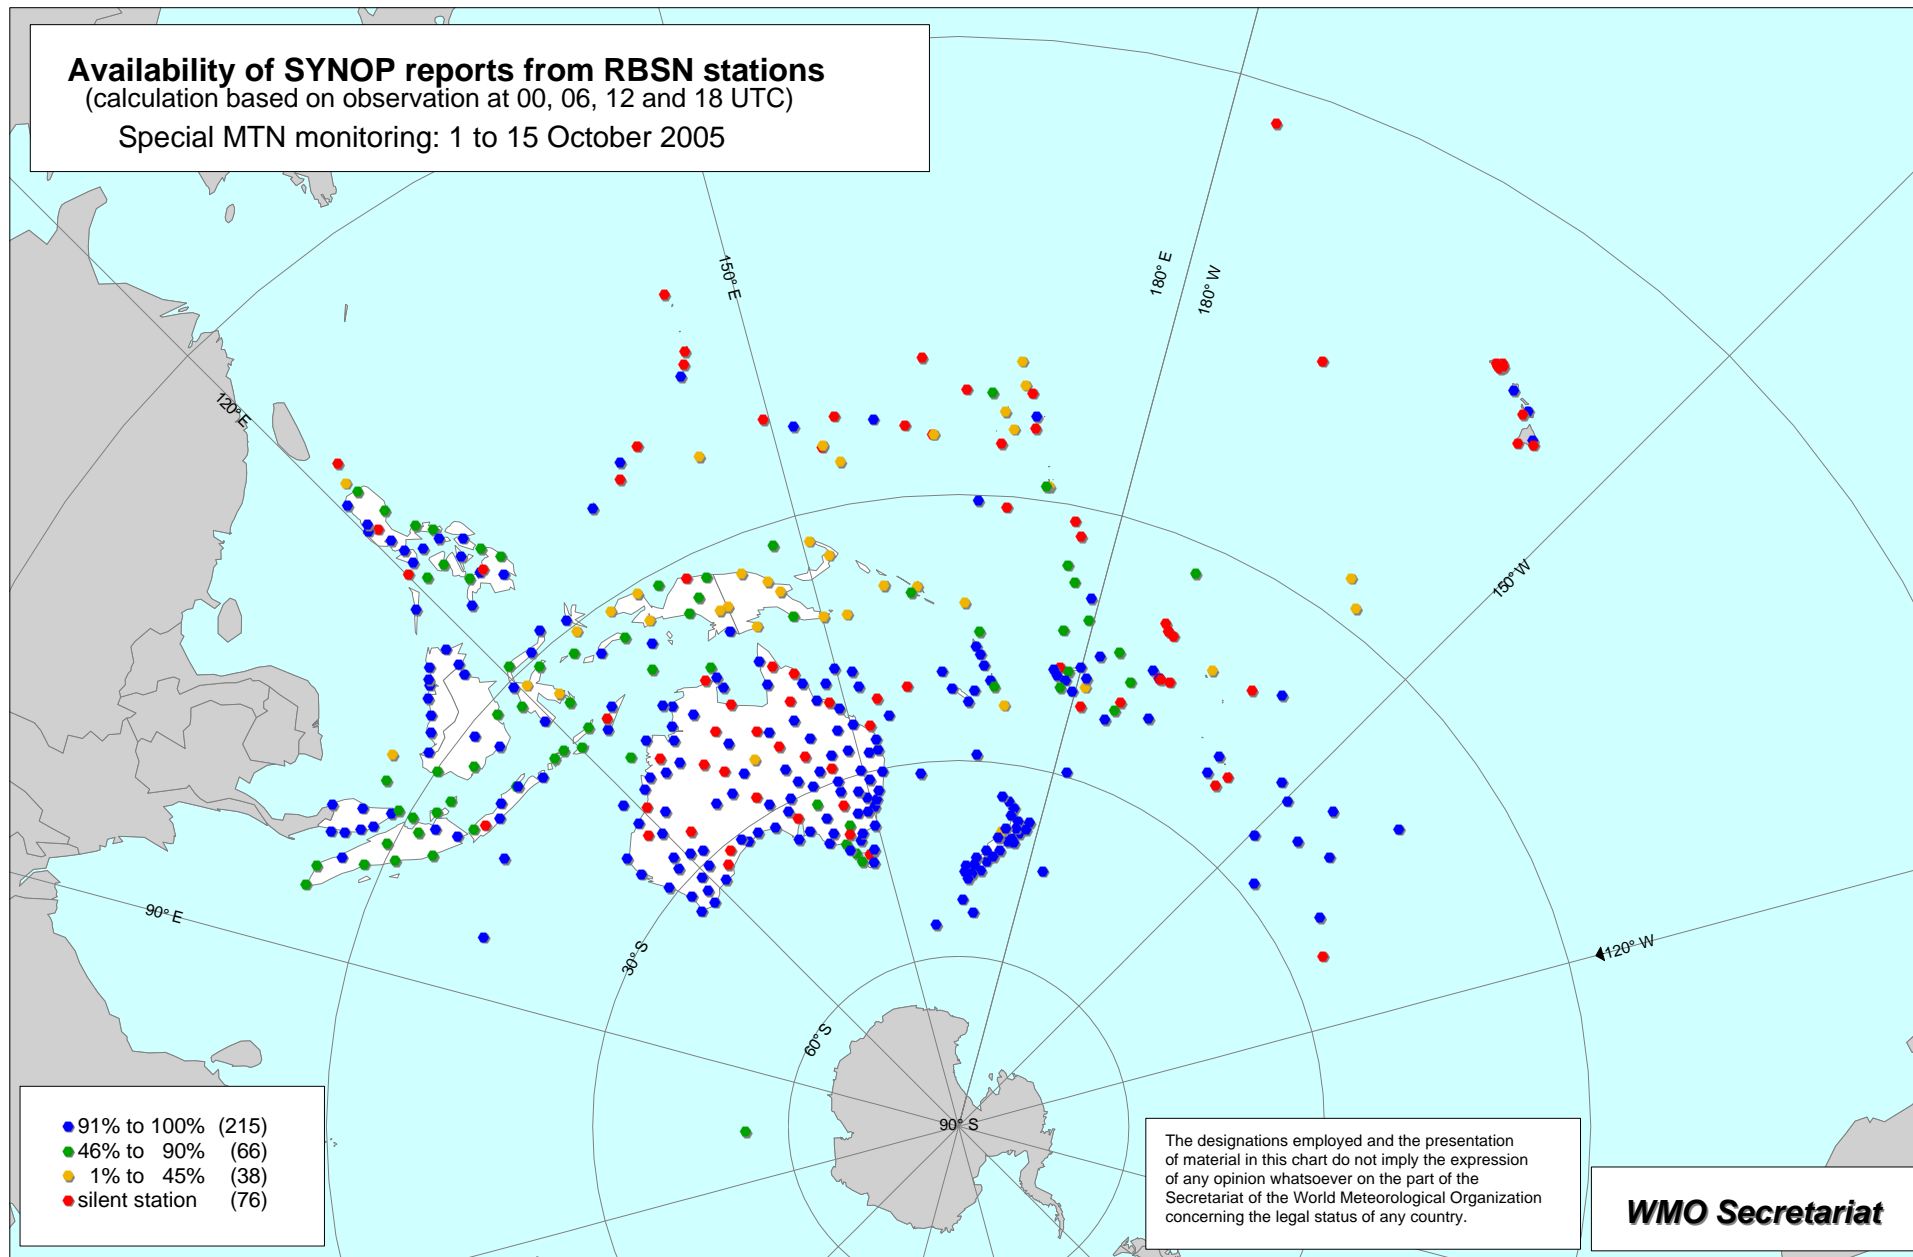 Availability of SYNOP reports from RBSN stations
(calculation based on observation at 00, 06, 12 and 18 UTC)
Special MTN monitoring: 1 to 15 October 2005
150° E
180° E
180° W
120° E
150° W
120° W
90° E
30° S
60° S
90° S
91% to 100% (215)
46% to 90% (66)
1% to 45% (38)
silent station (76)
The designations employed and the presentation
of material in this chart do not imply the expression
of any opinion whatsoever on the part of the
Secretariat of the World Meteorological Organization
concerning the legal status of any country.
WMO Secretariat